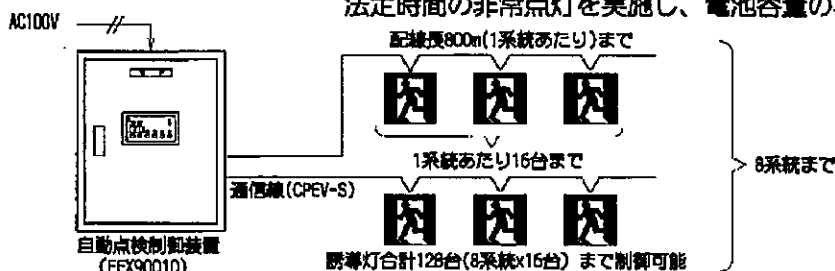 法定時間の非常点灯を実施し、電池容量の
AC100V
配線長800m(1系統あたり)まで
1系統あたり16台まで
8系統まで
通信線(CPEV-S)
自動点検制御装置
(FFX90010)
誘導灯合計128台(8系統x16台)まで制御可能